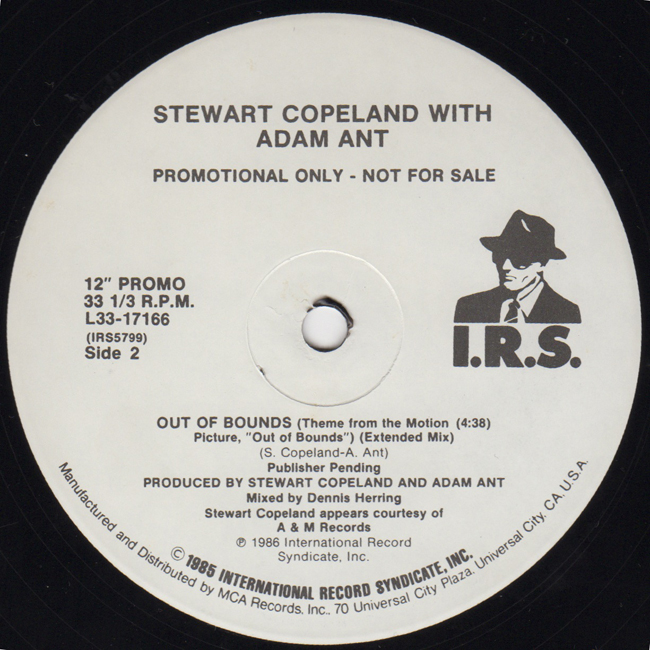 STEWART COPELAND WITH
ADAM ANT
PROMOTIONAL ONLY - NOT FOR SALE
12" PROMO
33 1/3 R.P.M.
L33-17166
(IRS5799)
Side 2
I.R.S.
OUT OF BOUNDS (Theme from the Motion (4:38)
Picture, "Out of Bounds") (Extended Mix)
(S. Copeland-A. Ant)
Publisher Pending
PRODUCED BY STEWART COPELAND AND ADAM ANT
Mixed by Dennis Herring
Stewart Copeland appears courtesy of
A & M Records
℗ 1986 International Record
Syndicate, Inc.
© 1985 INTERNATIONAL RECORD SYNDICATE, INC.
Manufactured and Distributed by MCA Records, Inc., 70 Universal City Plaza, Universal City, CA. U.S.A.